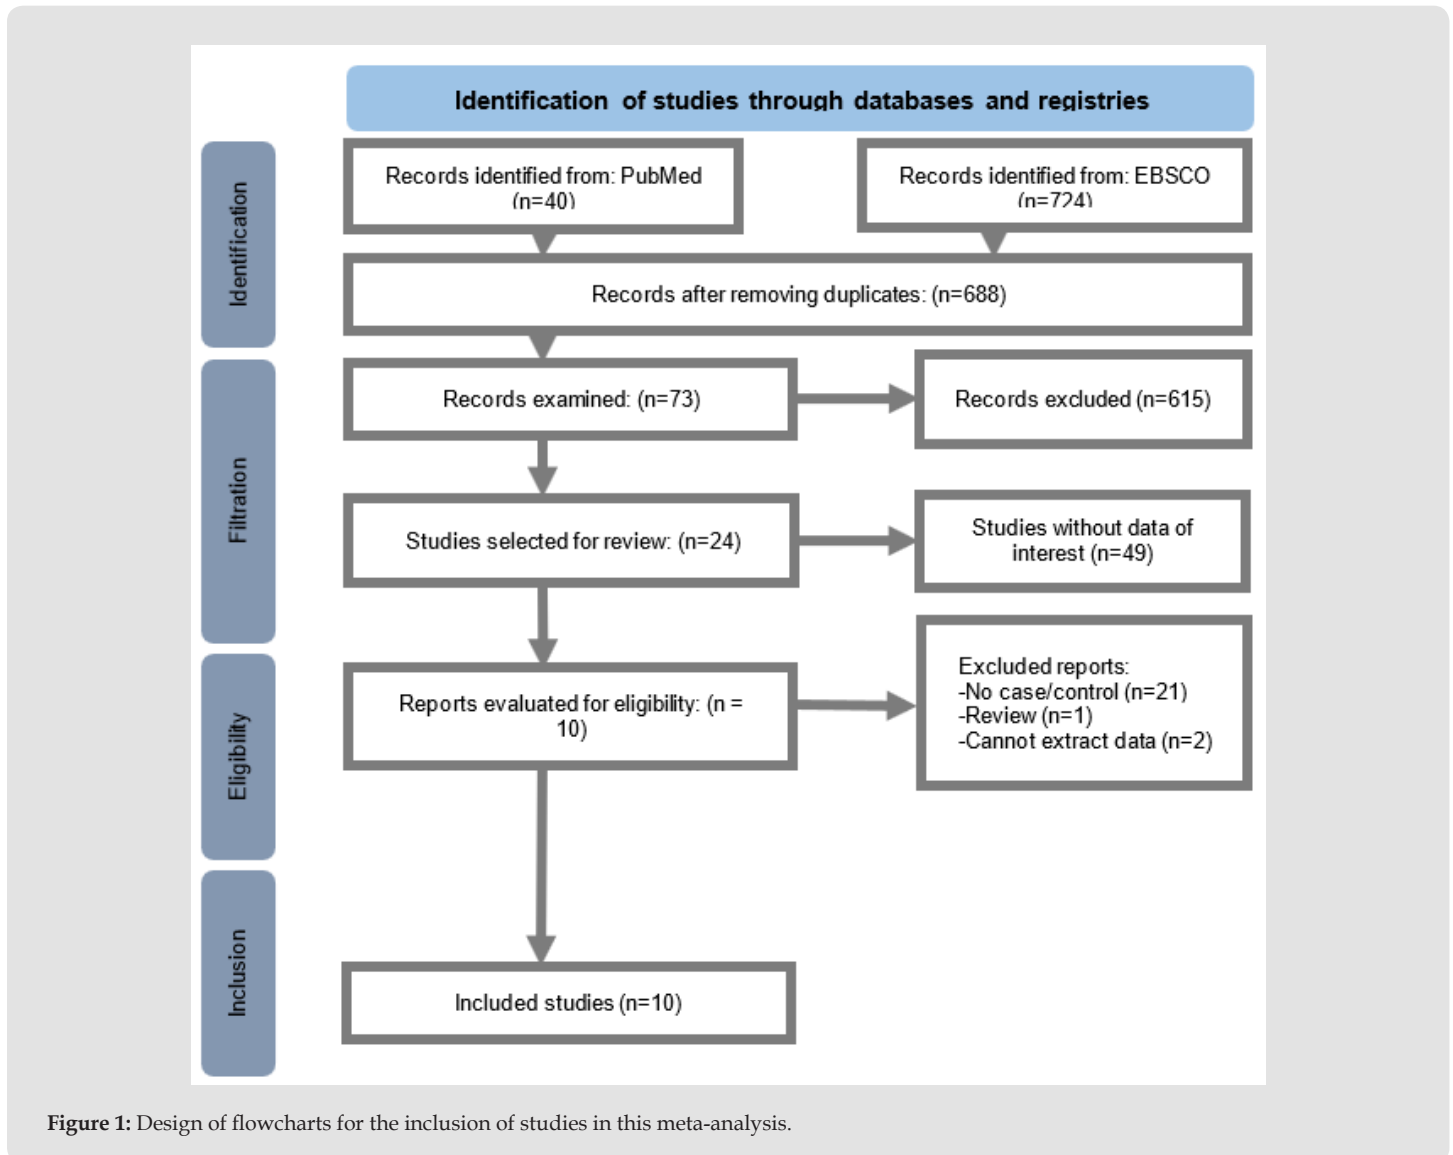 Identification of studies through databases and registries
Identification
Records identified from: PubMed
(n=40)
Records identified from: EBSCO
(n=724)
Records after removing duplicates: (n=688)
Filtration
Records examined: (n=73)
Records excluded (n=615)
Studies selected for review: (n=24)
Studies without data of
interest (n=49)
Eligibility
Reports evaluated for eligibility: (n =
10)
Excluded reports:
-No case/control (n=21)
-Review (n=1)
-Cannot extract data (n=2)
Inclusion
Included studies (n=10)
Figure 1: Design of flowcharts for the inclusion of studies in this meta-analysis.